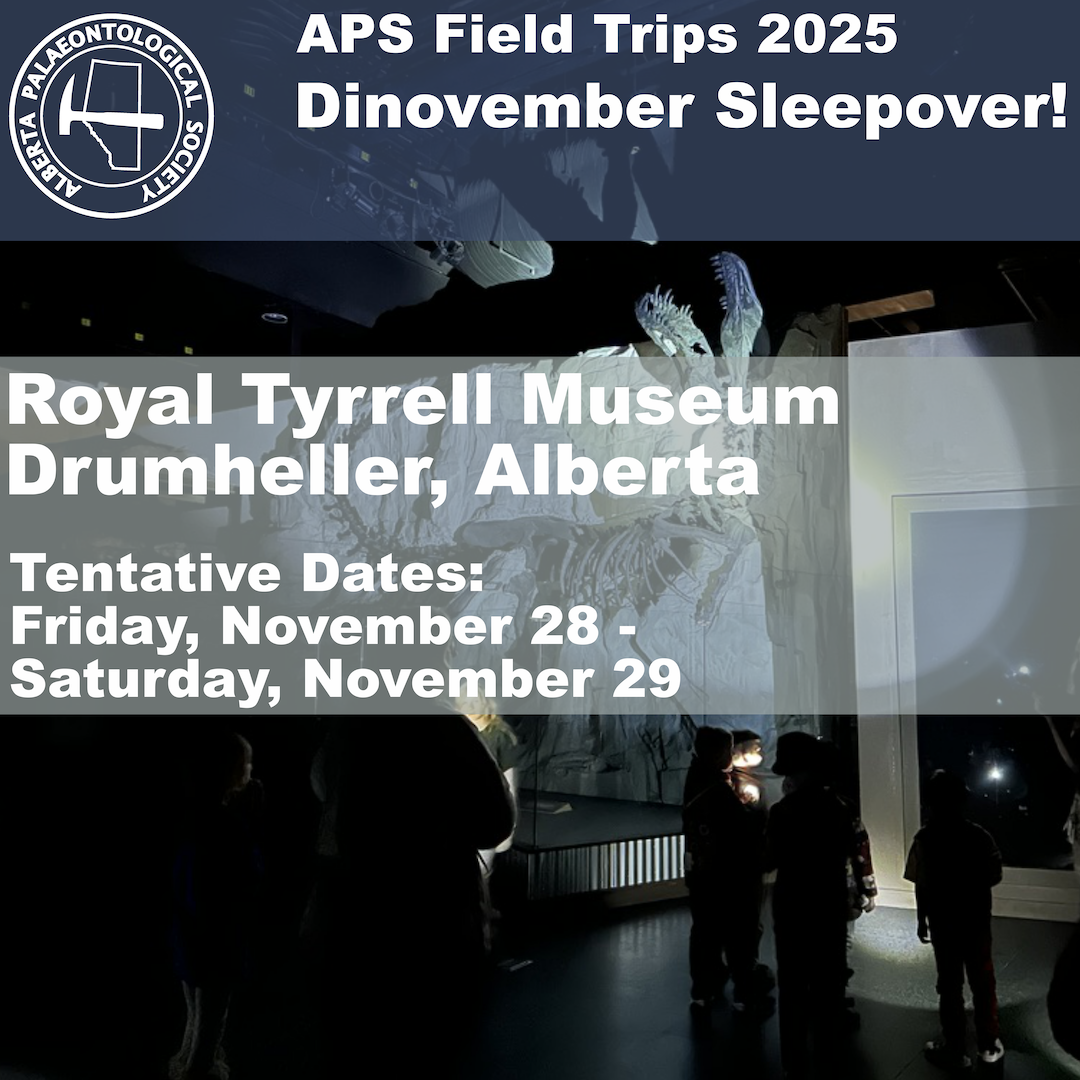 ALBERTA PALAEONTOLOGICAL SOCIETY
APS Field Trips 2025
Dinovember Sleepover!
Royal Tyrrell Museum
Drumheller, Alberta
Tentative Dates:
Friday, November 28 -
Saturday, November 29